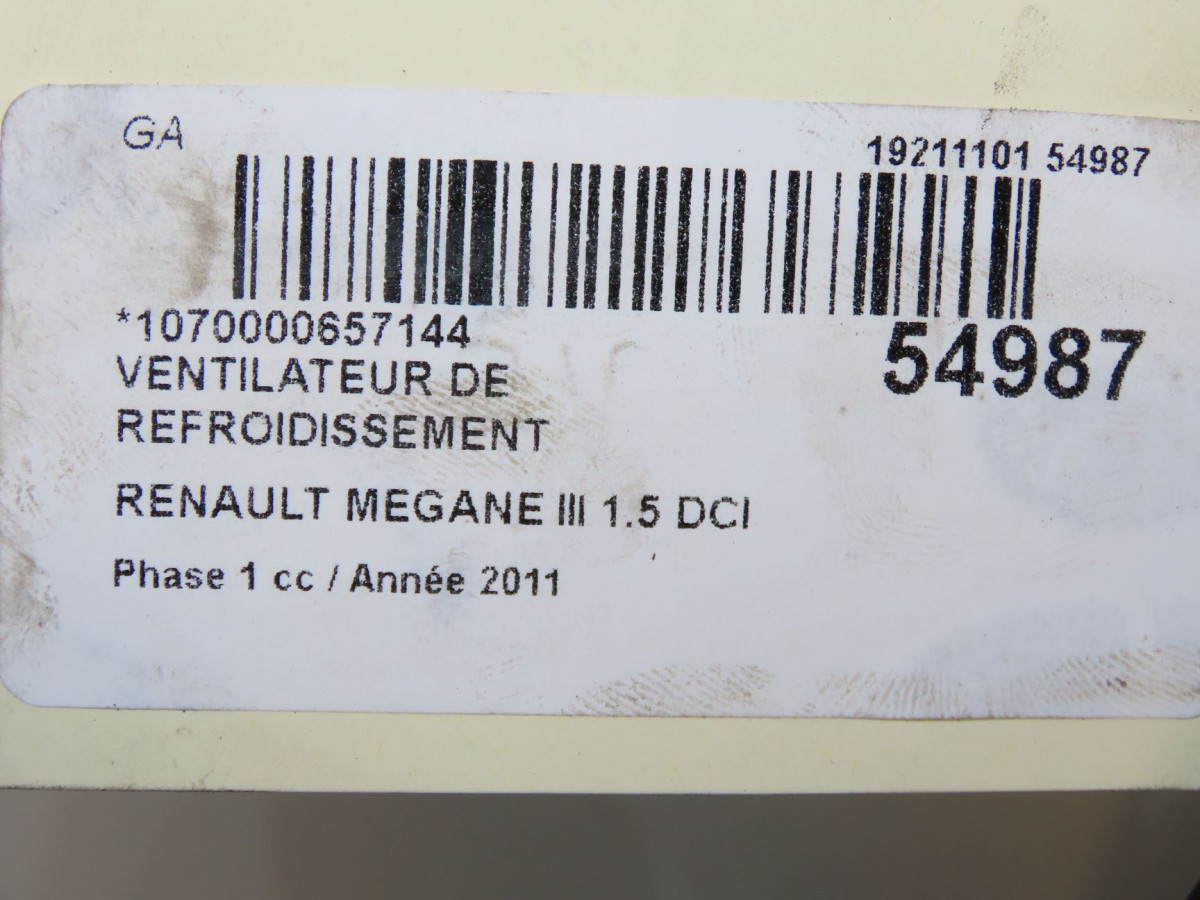 GA
19211101 54987
*1070000657144
54987
VENTILATEUR DE
REFROIDISSEMENT
RENAULT MEGANE III 1.5 DCI
Phase 1 cc / Année 2011